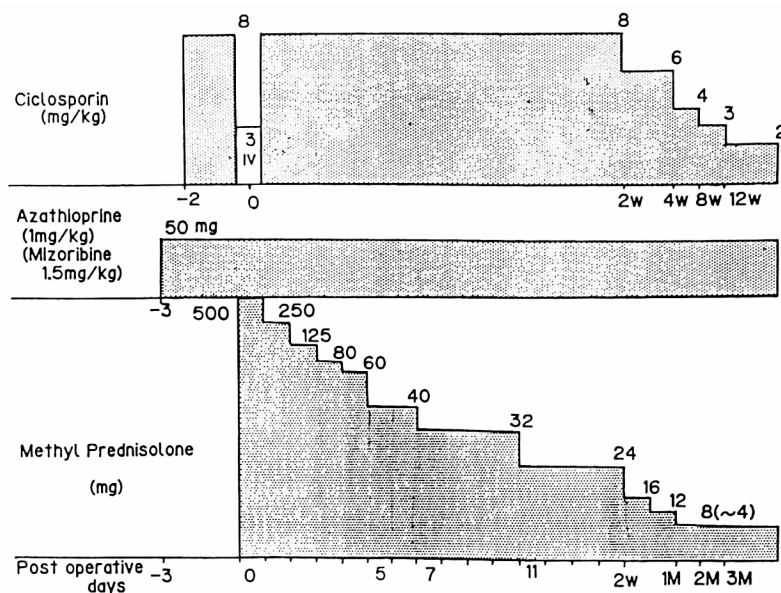 8
8
6
4
3
2
Ciclosporin
(mg/kg)
3
IV
-2
0
2w
4w
8w
12w
Azathioprine
(1mg/kg)
(Mizoribine
1.5mg/kg)
50 mg
-3
500
250
125
80
60
40
32
24
16
12
8(~4)
Methyl Prednisolone
(mg)
Post operative
days
-3
0
5
7
11
2w
1M
2M
3M